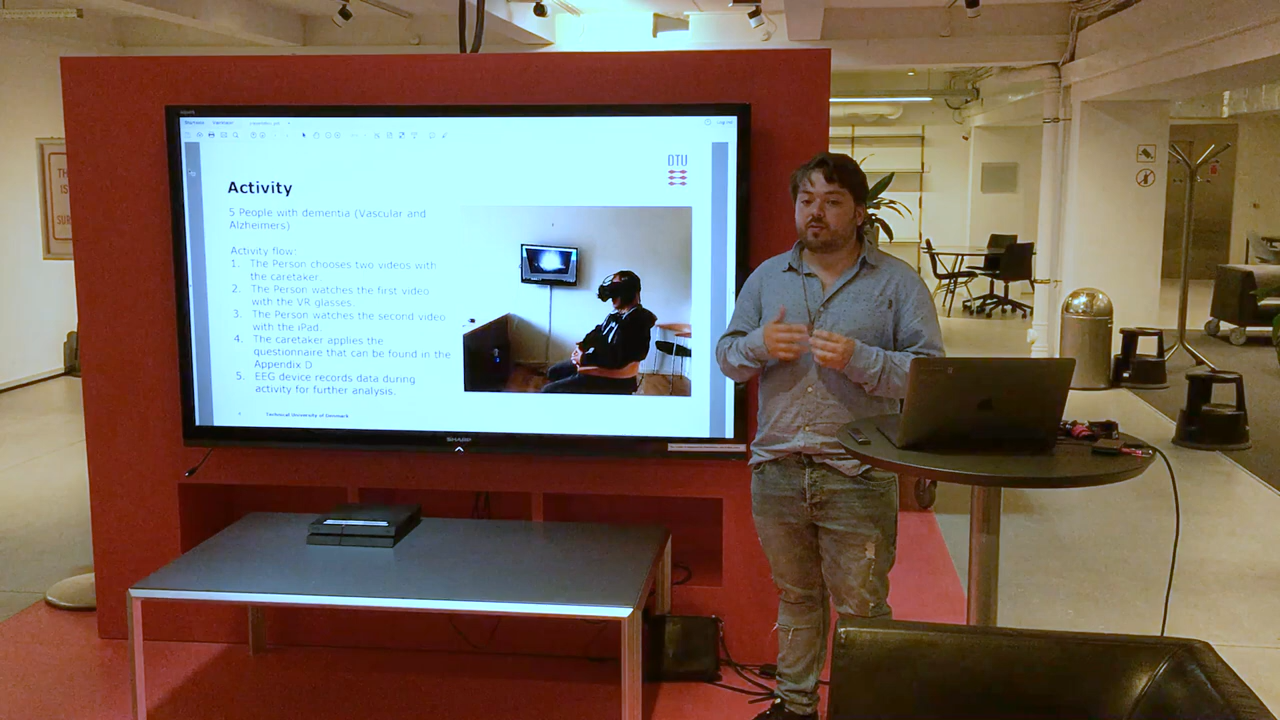 DTU
Activity
5 People with dementia (Vascular and
Alzheimers)
Activity flow:
1. The Person chooses two videos with
the caretaker
2. The Person watches the first video
with the VR glasses.
3. The Person watches the second video
with the iPad.
4. The caretaker applies the
questionnaire that can be found in the
Appendix D
5. EEG device records data during
activity for further analysis.
Technical University of Denmark
SHARP
TH
IS
SUR